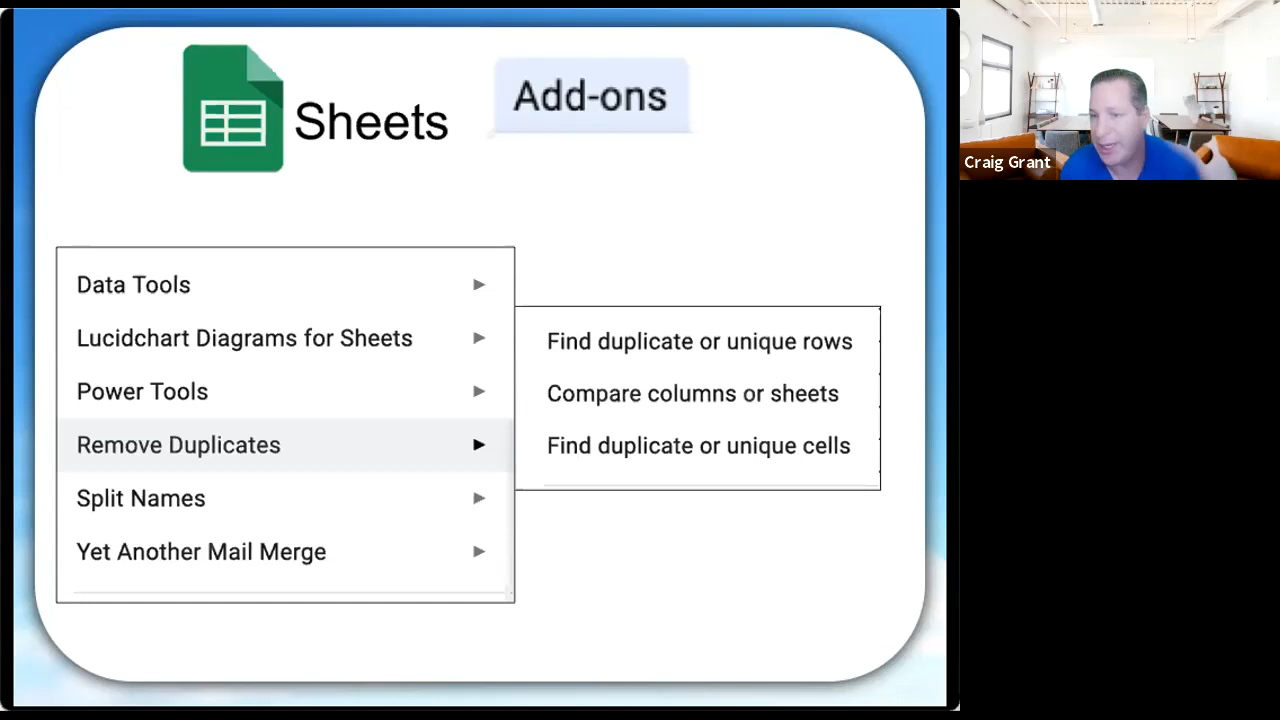 Sheets
Add-ons
Craig Grant
Data Tools
Lucidchart Diagrams for Sheets
Power Tools
Remove Duplicates
Split Names
Yet Another Mail Merge
Find duplicate or unique rows
Compare columns or sheets
Find duplicate or unique cells